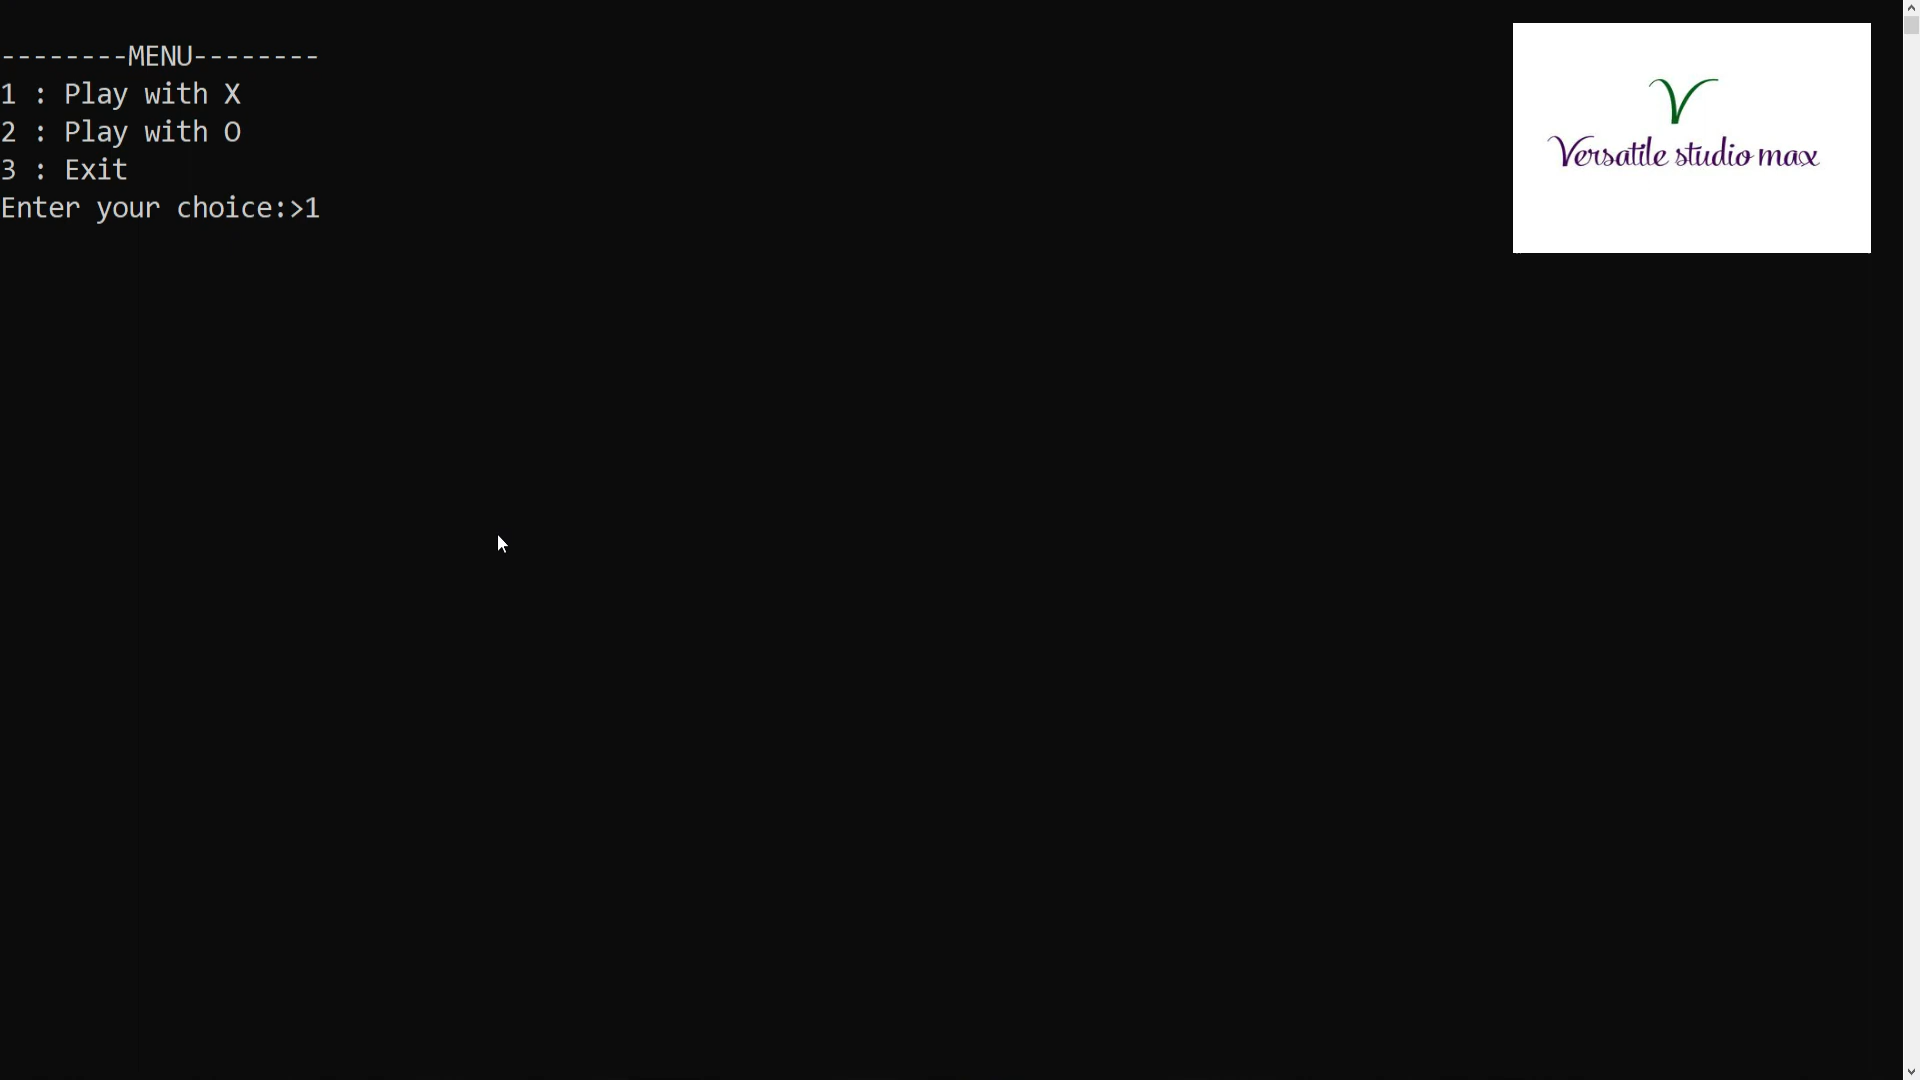 --------MENU--------
1 : Play with X
2 : Play with O
3 : Exit
Enter your choice:>1
V
Versatile studio max